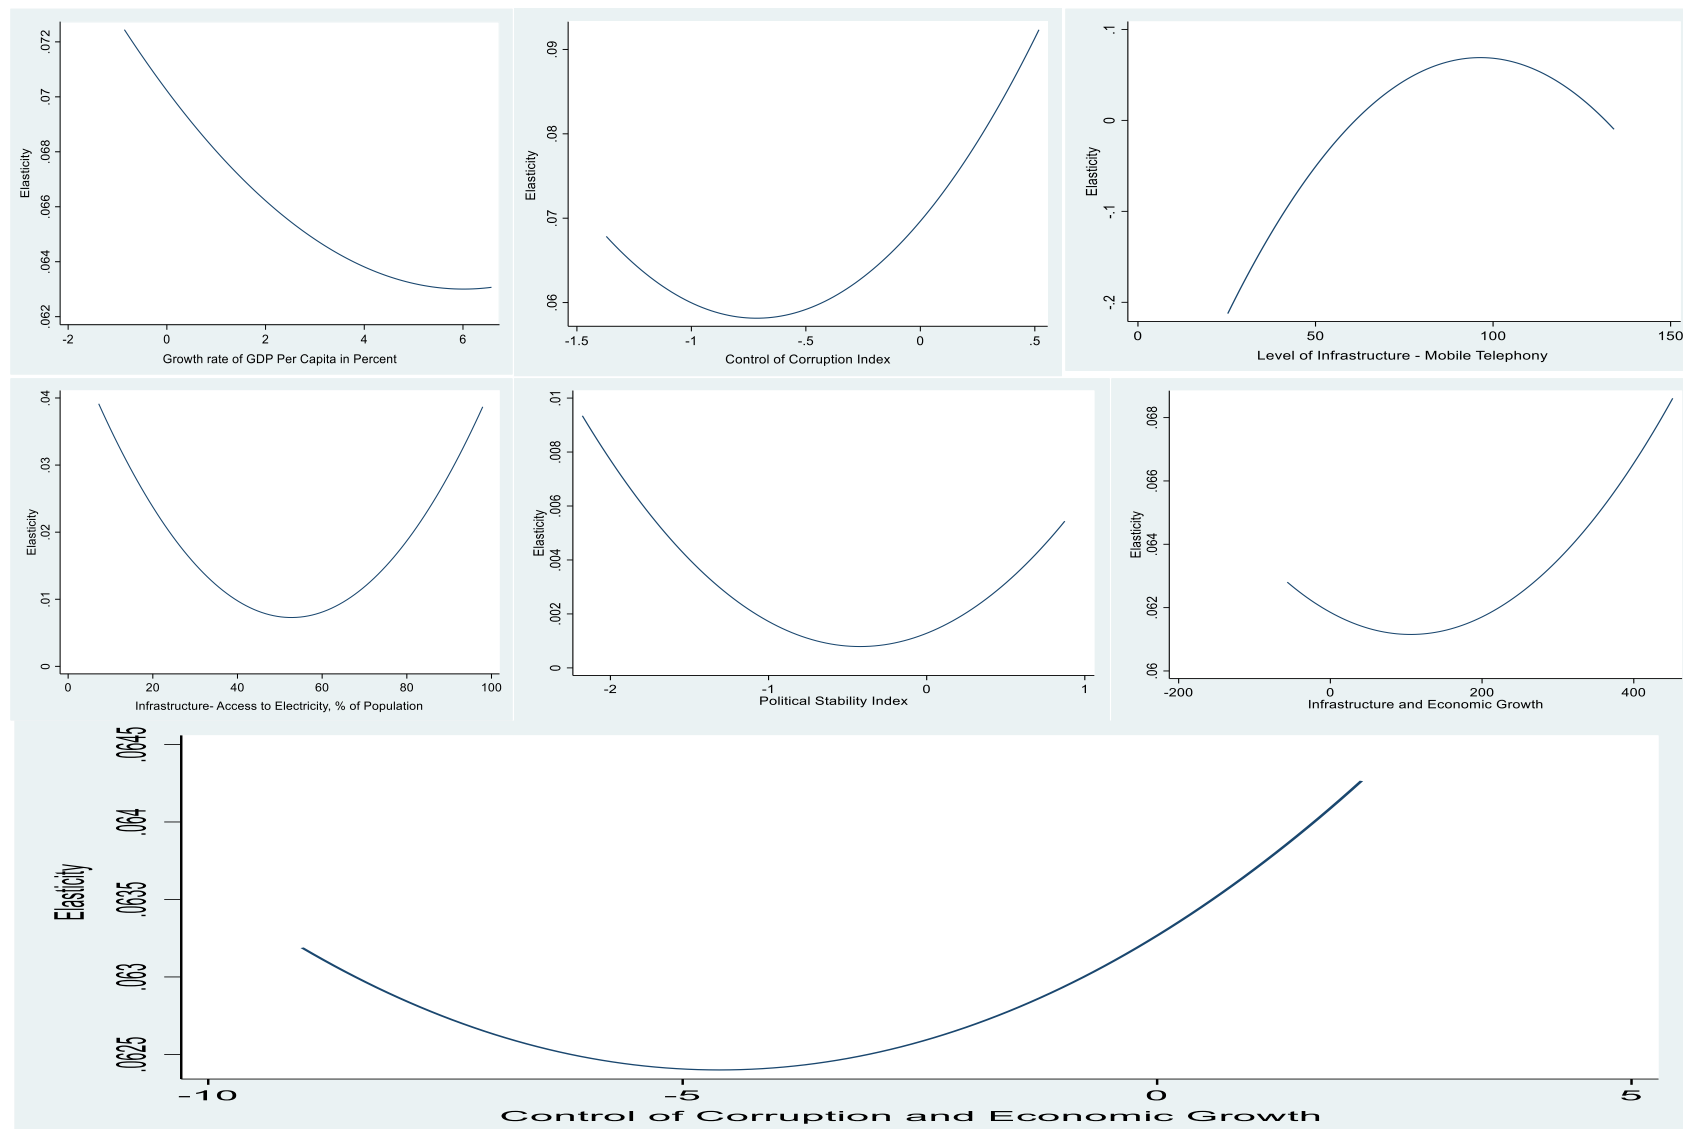 Elasticity
.072
.07
.068
.066
.064
.062
-2 0 2 4 6
Growth rate of GDP Per Capita in Percent
Elasticity
.09
.08
.07
.06
-1.5 -1 -.5 0 .5
Control of Corruption Index
Elasticity
.1
0
-.1
-.2
0 50 100 150
Level of Infrastructure - Mobile Telephony
Elasticity
.04
.03
.02
.01
0
0 20 40 60 80 100
Infrastructure- Access to Electricity, % of Population
Elasticity
.01
.008
.006
.004
.002
0
-2 -1 0 1
Political Stability Index
Elasticity
.068
.066
.064
.062
.06
-200 0 200 400
Infrastructure and Economic Growth
Elasticity
.0645
.064
.0635
.063
.0625
-10 -5 0 5
Control of Corruption and Economic Growth